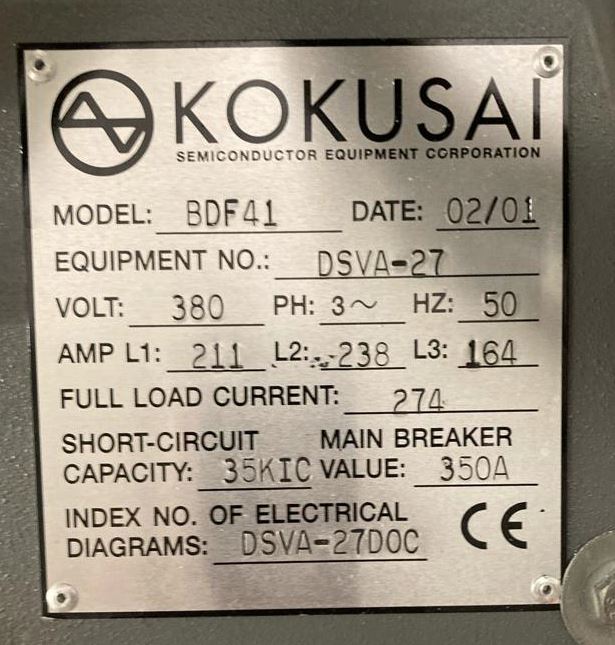 KOKUSAI
SEMICONDUCTOR EQUIPMENT CORPORATION
MODEL: BDF41 DATE: 02/01
EQUIPMENT NO.: DSVA-27
VOLT: 380 PH: 3~ HZ: 50
AMP L1: 211 L2: 238 L3: 164
FULL LOAD CURRENT: 274
SHORT-CIRCUIT MAIN BREAKER
CAPACITY: 35KIC VALUE: 350A
INDEX NO. OF ELECTRICAL CE
DIAGRAMS: DSVA-27DOC